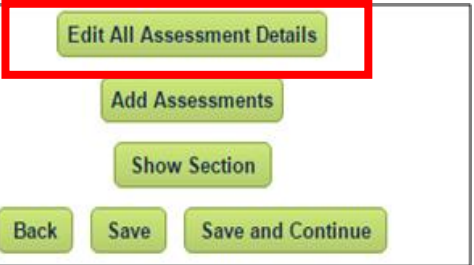 Edit All Assessment Details
Add Assessments
Show Section
Back Save Save and Continue